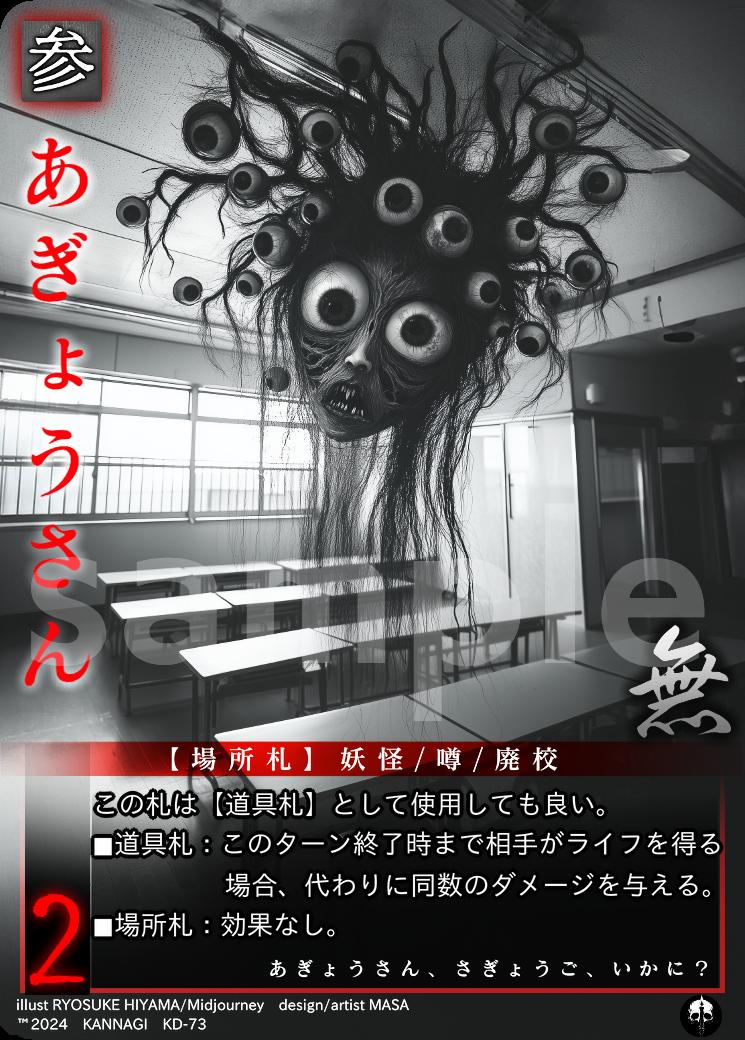 参
あぎょうさん
sample
無
【場所札】妖怪/噂/廃校
この札は【道具札】として使用しても良い。
■道具札：このターン終了時まで相手がライフを得る
場合、代わりに同数のダメージを与える。
■場所札：効果なし。
2
あぎょうさん、さぎょうご、いかに？
illust RYOSUKE HIYAMA/Midjourney　design/artist MASA
™2024　KANNAGI　KD-73